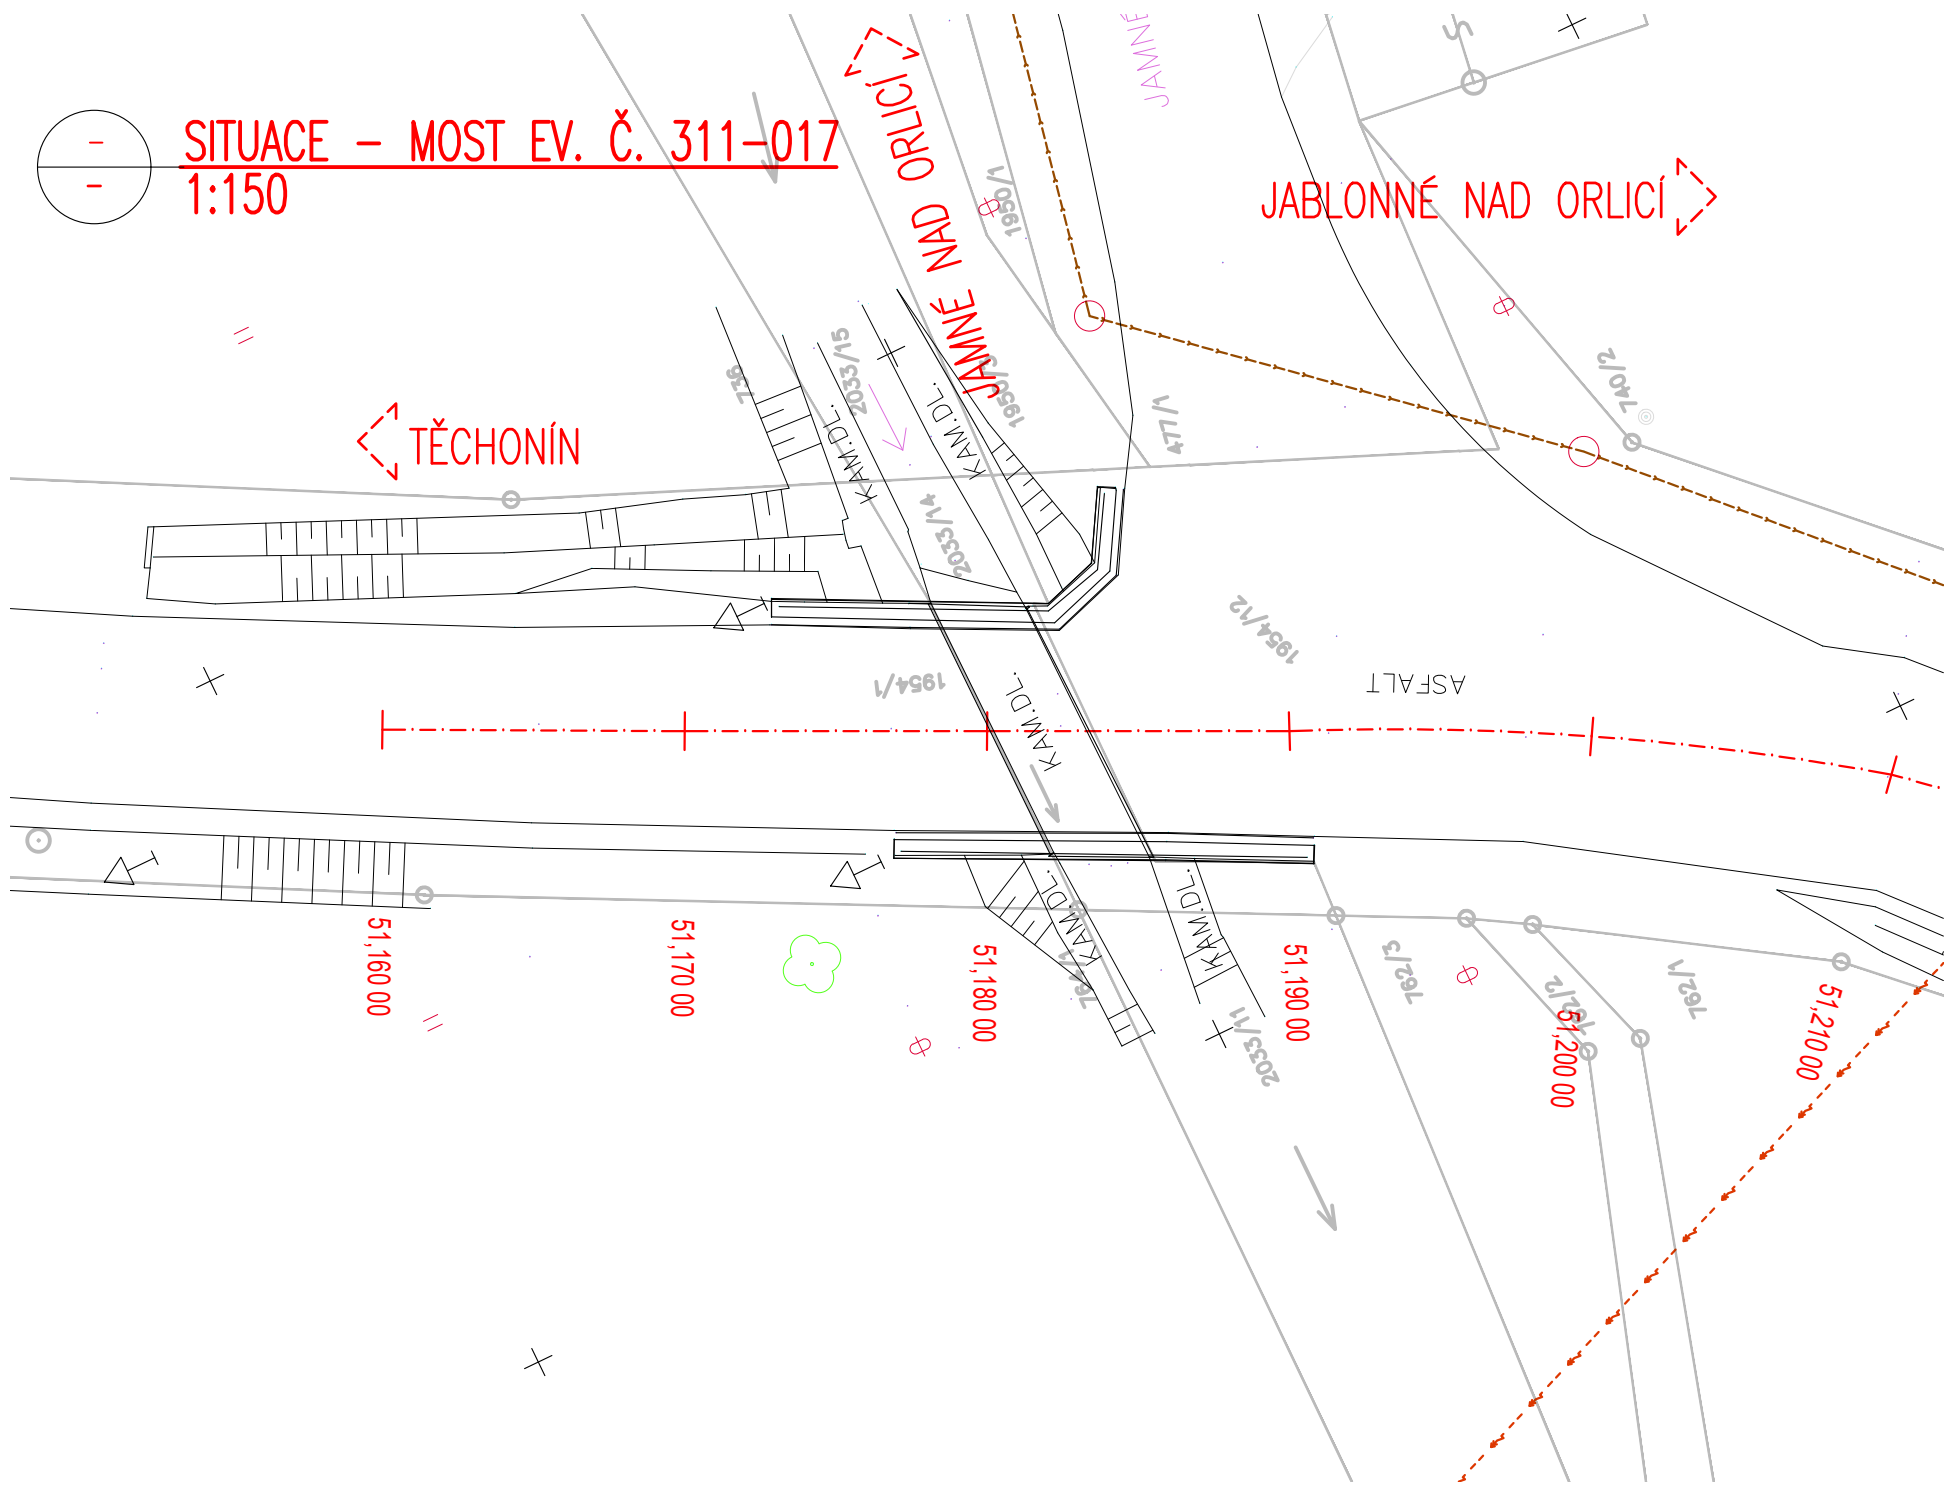 SITUACE – MOST EV. Č. 311–017
1:150
–
–
JAMNÉ NAD ORLICÍ
JAMNÉ
S
JABLONNÉ NAD ORLICÍ
TĚCHONÍN
1950/1
736
2033/15
1950/3
477/1
740/2
KAM.DL.
KAM.DL.
2033/14
1954/12
1954/1
ASFALT
KAM.DL.
KAM.DL.
KAM.DL.
764/1
2033/11
762/3
762/2
762/1
51,160 00
51,170 00
51,180 00
51,190 00
51,200 00
51,210 00